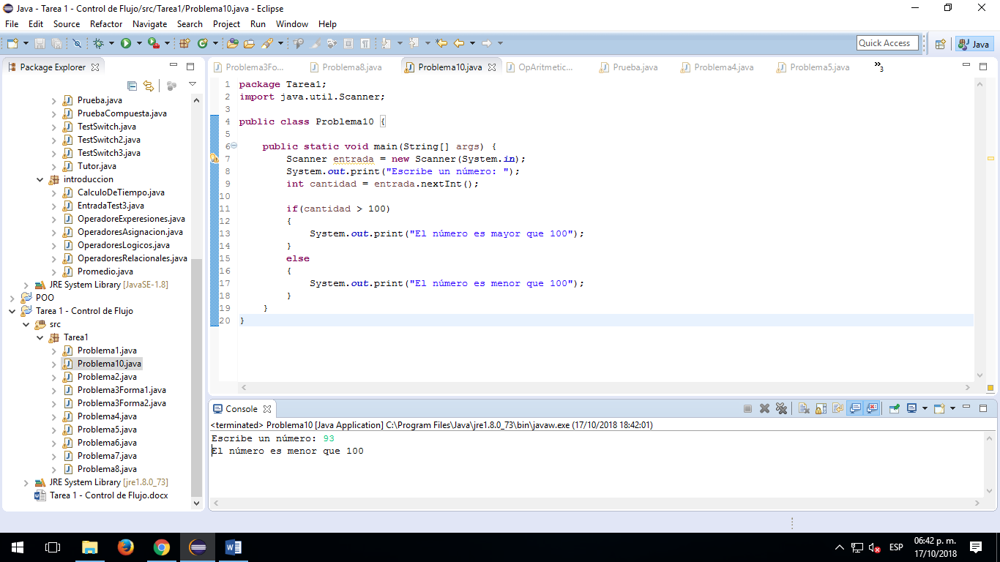 Java - Tarea 1 - Control de Flujo/src/Tarea1/Problema10.java - Eclipse
File Edit Source Refactor Navigate Search Project Run Window Help
Quick Access
Java
Package Explorer
Prueba.java
PruebaCompuesta.java
TestSwitch.java
TestSwitch2.java
TestSwitch3.java
Tutor.java
introduccion
CalculoDeTiempo.java
EntradaTest3.java
OperadoreExperesiones.java
OperadoresAsignacion.java
OperadoresLogicos.java
OperadoresRelacionales.java
Promedio.java
JRE System Library [JavaSE-1.8]
POO
Tarea 1 - Control de Flujo
src
Tarea1
Problema1.java
Problema10.java
Problema2.java
Problema3Forma1.java
Problema3Forma2.java
Problema4.java
Problema5.java
Problema6.java
Problema7.java
Problema8.java
JRE System Library [jre1.8.0_73]
Tarea 1 - Control de Flujo.docx
Problema3Fo... Problema8.java Problema10.java OpAritmetic... Prueba.java Problema4.java Problema5.java »3
1 package Tarea1;
2 import java.util.Scanner;
3
4 public class Problema10 {
5
6 public static void main(String[] args) {
7 Scanner entrada = new Scanner(System.in);
8 System.out.print("Escribe un número: ");
9 int cantidad = entrada.nextInt();
10
11 if(cantidad > 100)
12 {
13 System.out.print("El número es mayor que 100");
14 }
15 else
16 {
17 System.out.print("El número es menor que 100");
18 }
19 }
20 }
Console
<terminated> Problema10 [Java Application] C:\Program Files\Java\jre1.8.0_73\bin\javaw.exe (17/10/2018 18:42:01)
Escribe un número: 93
El número es menor que 100
ESP
06:42 p. m.
17/10/2018